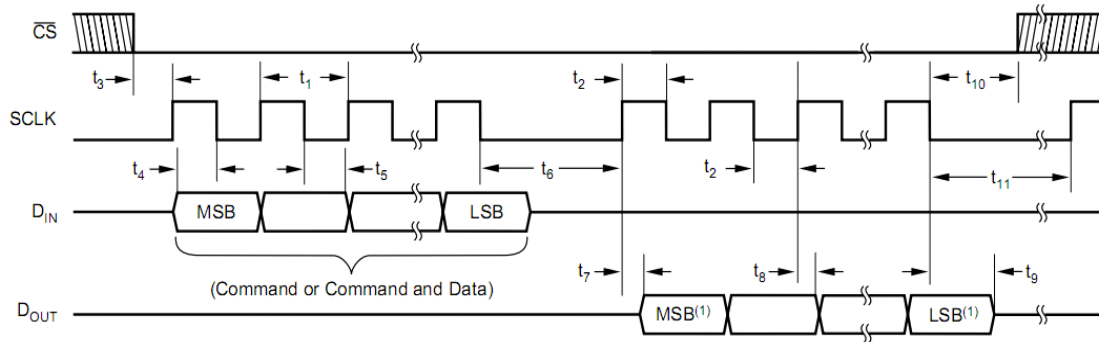 CS
t3
t1
t2
t10
SCLK
t4
t5
t6
t2
t11
DIN
MSB
LSB
(Command or Command and Data)
t7
t8
t9
DOUT
MSB(1)
LSB(1)